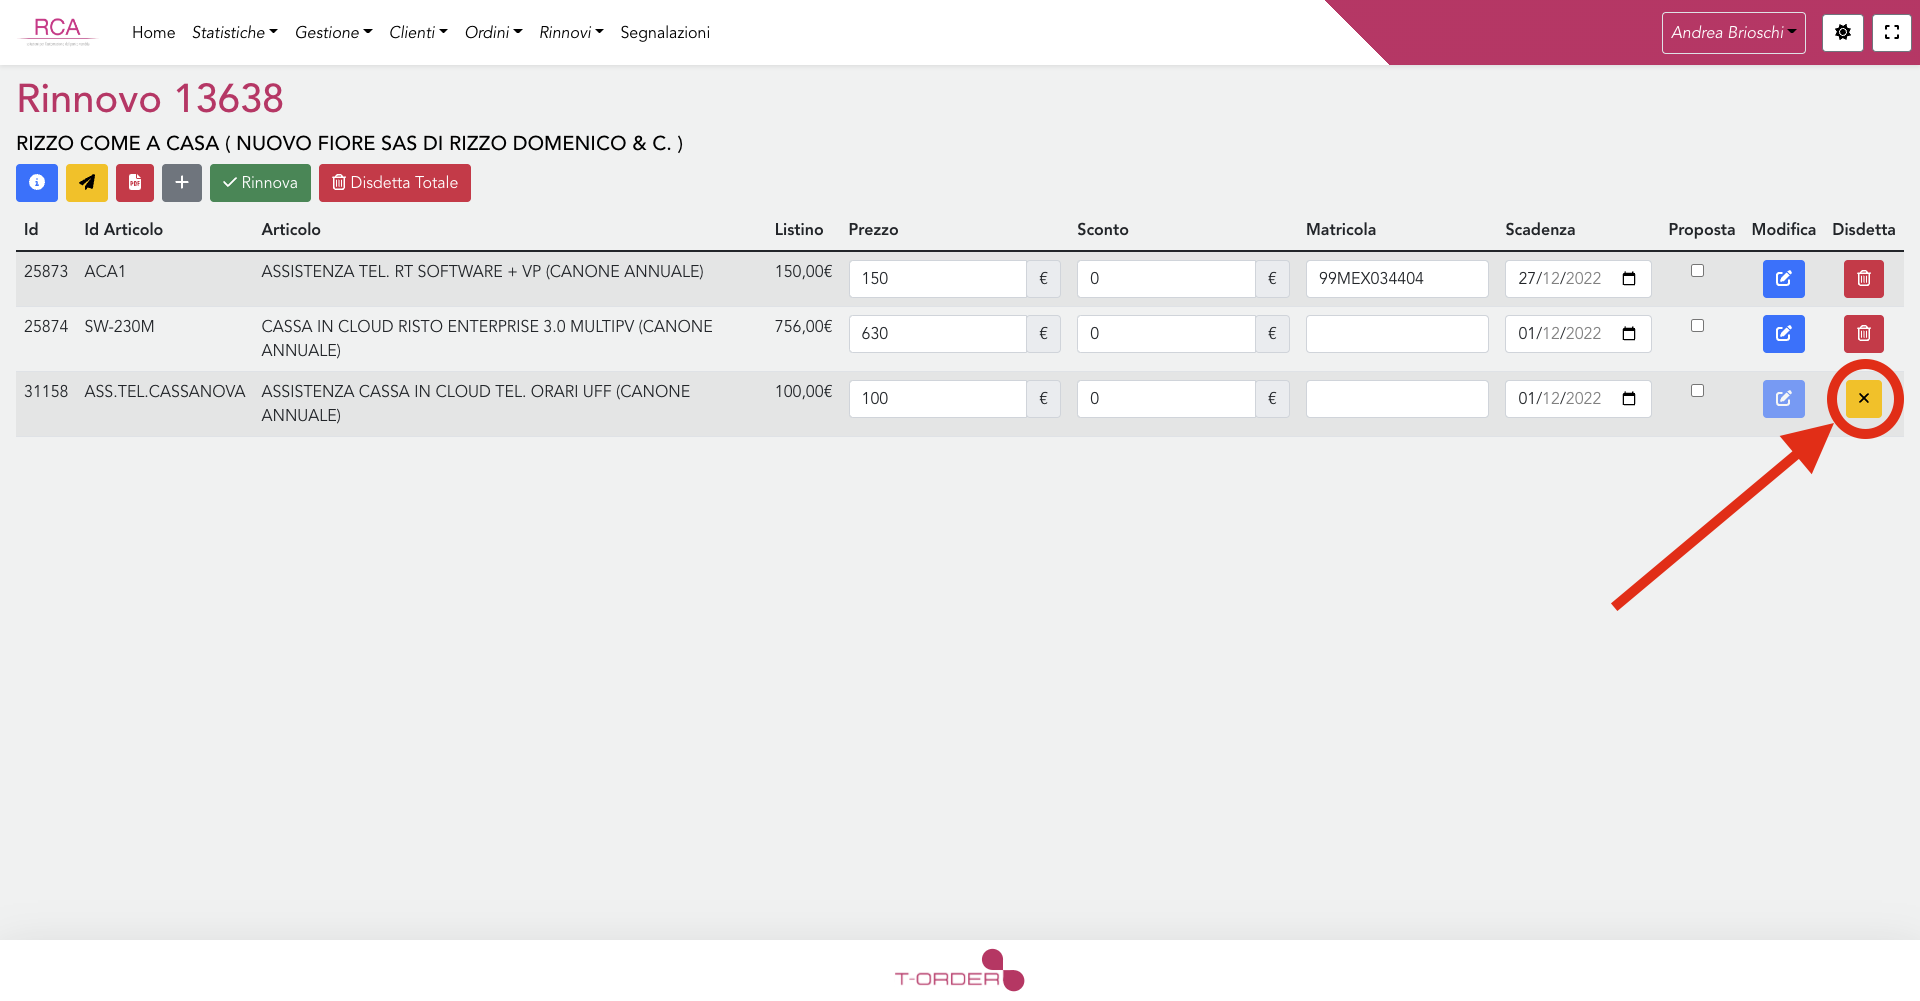 RCA
Home Statistiche Gestione Clienti Ordini Rinnovi Segnalazioni
Andrea Brioschi
Rinnovo 13638
RIZZO COME A CASA ( NUOVO FIORE SAS DI RIZZO DOMENICO & C. )
PDF
Rinnova Disdetta Totale
Id Id Articolo Articolo Listino Prezzo Sconto Matricola Scadenza Proposta Modifica Disdetta
25873 ACA1 ASSISTENZA TEL. RT SOFTWARE + VP (CANONE ANNUALE) 150,00€ 150 € 0 € 99MEX034404 27/12/2022
25874 SW-230M CASSA IN CLOUD RISTO ENTERPRISE 3.0 MULTIPV (CANONE ANNUALE) 756,00€ 630 € 0 € 01/12/2022
31158 ASS.TEL.CASSANOVA ASSISTENZA CASSA IN CLOUD TEL. ORARI UFF (CANONE ANNUALE) 100,00€ 100 € 0 € 01/12/2022
T-ORDER